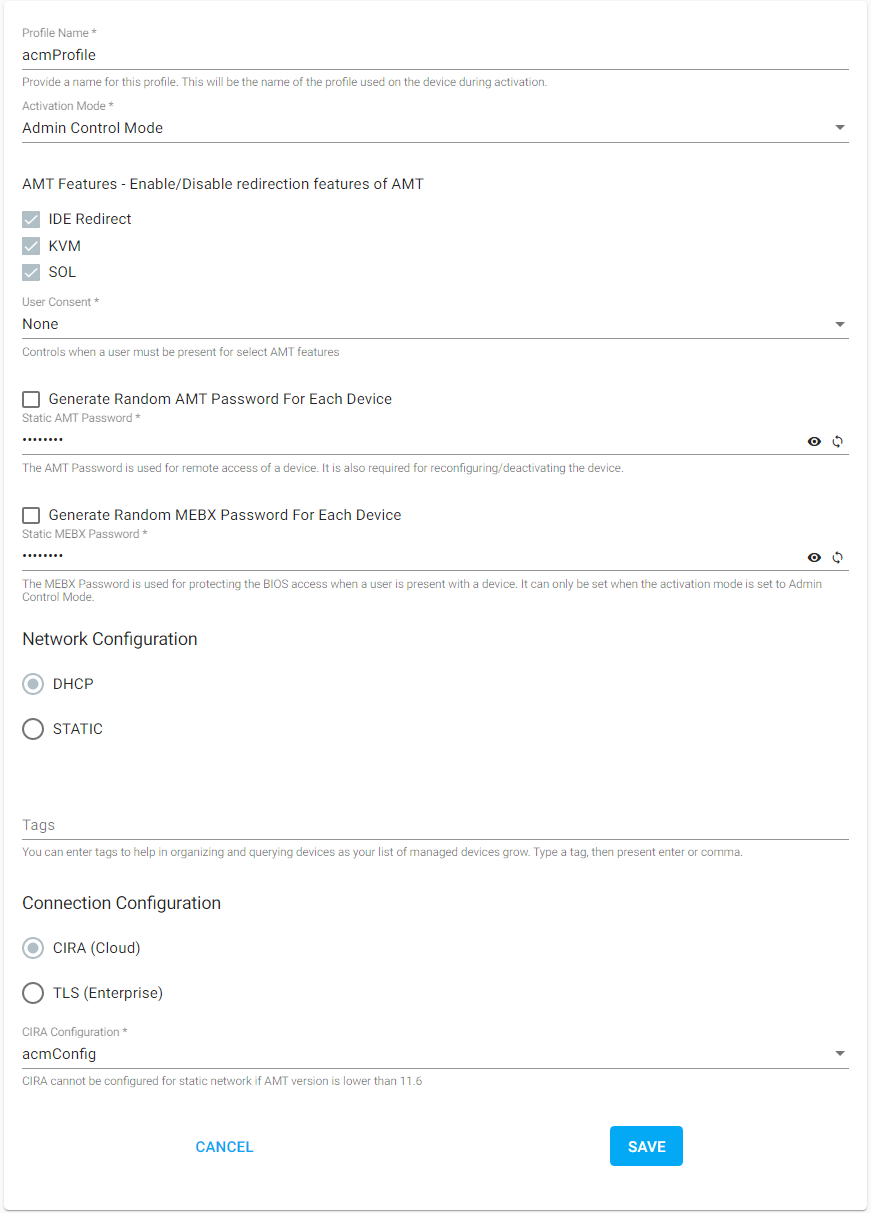 Profile Name *
acmProfile
Provide a name for this profile. This will be the name of the profile used on the device during activation.
Activation Mode *
Admin Control Mode
AMT Features - Enable/Disable redirection features of AMT
IDE Redirect
KVM
SOL
User Consent *
None
Controls when a user must be present for select AMT features
Generate Random AMT Password For Each Device
Static AMT Password *
••••••••
The AMT Password is used for remote access of a device. It is also required for reconfiguring/deactivating the device.
Generate Random MEBX Password For Each Device
Static MEBX Password *
••••••••
The MEBX Password is used for protecting the BIOS access when a user is present with a device. It can only be set when the activation mode is set to Admin
Control Mode.
Network Configuration
DHCP
STATIC
Tags
You can enter tags to help in organizing and querying devices as your list of managed devices grow. Type a tag, then present enter or comma.
Connection Configuration
CIRA (Cloud)
TLS (Enterprise)
CIRA Configuration *
acmConfig
CIRA cannot be configured for static network if AMT version is lower than 11.6
CANCEL
SAVE